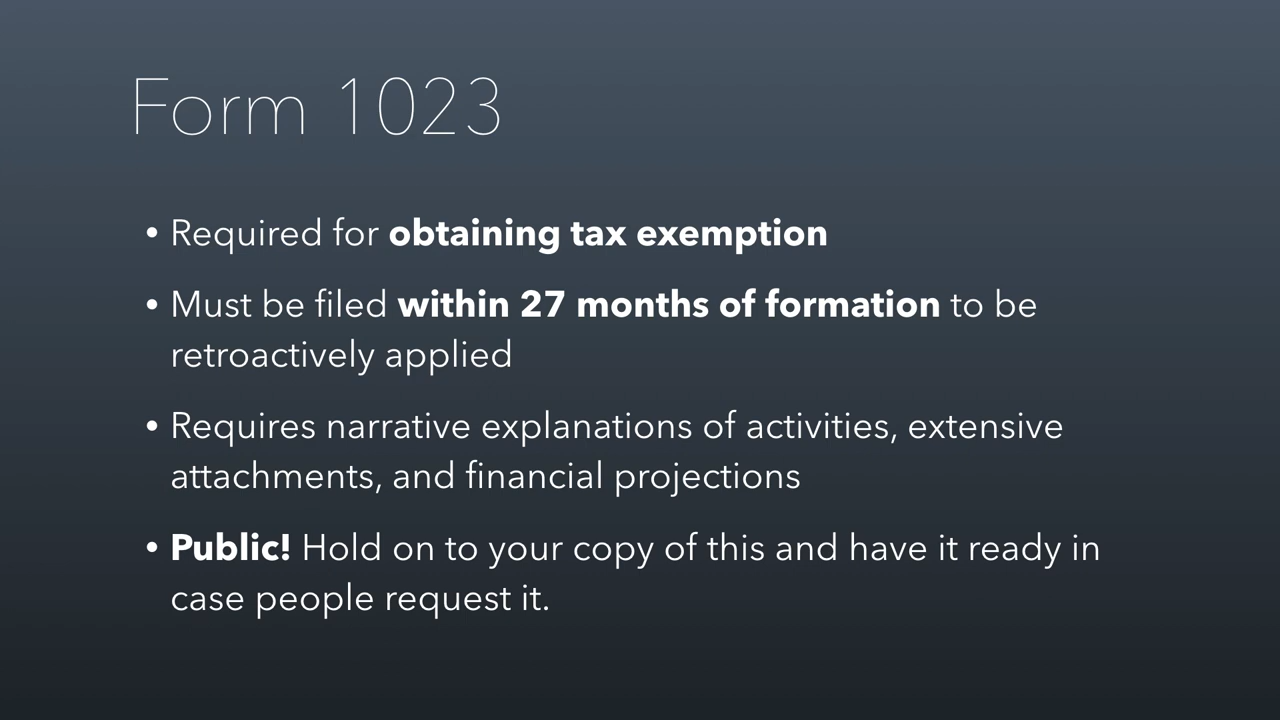 Form 1023
• Required for obtaining tax exemption
• Must be filed within 27 months of formation to be
retroactively applied
• Requires narrative explanations of activities, extensive
attachments, and financial projections
• Public! Hold on to your copy of this and have it ready in
case people request it.